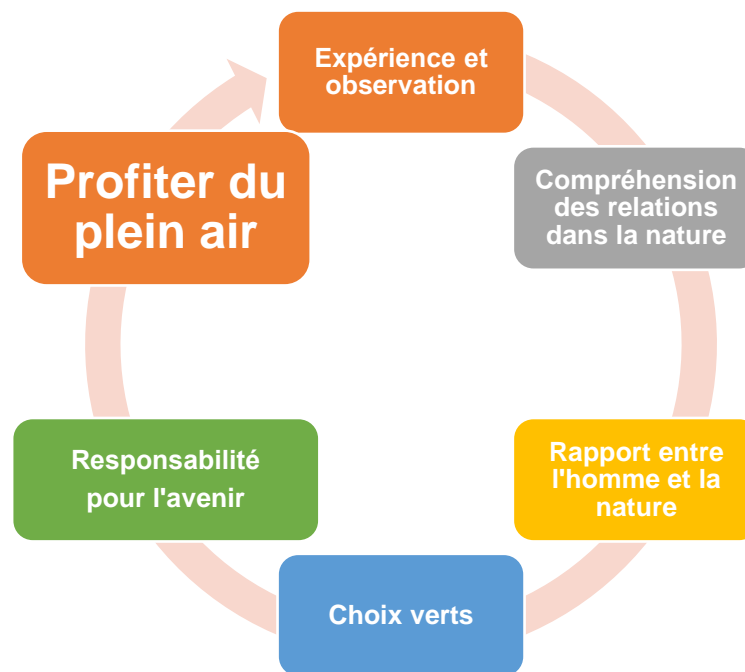 Expérience et
observation
Compréhension
des relations
dans la nature
Rapport entre
l'homme et la
nature
Choix verts
Responsabilité
pour l'avenir
Profiter du
plein air